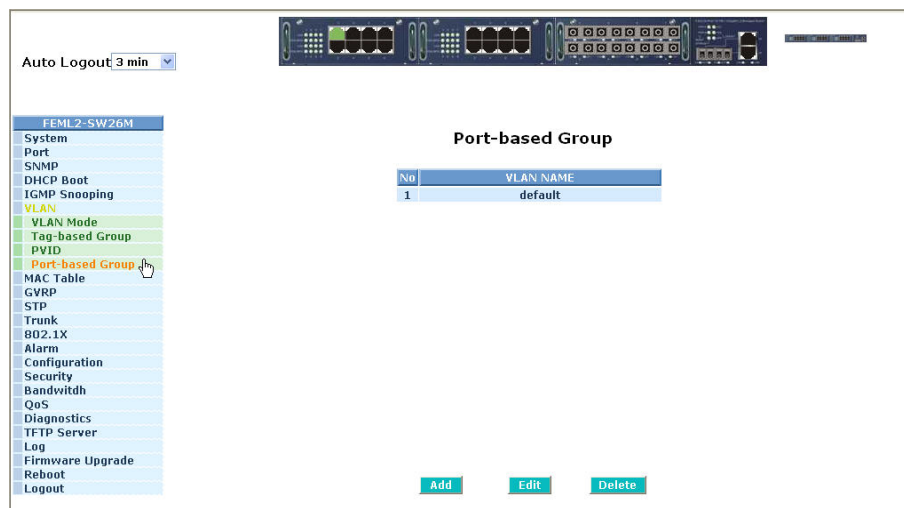 Auto Logout 3 min
FEML2-SW26M
System
Port
SNMP
DHCP Boot
IGMP Snooping
VLAN
VLAN Mode
Tag-based Group
PVID
Port-based Group
MAC Table
GVRP
STP
Trunk
802.1X
Alarm
Configuration
Security
Bandwitdh
QoS
Diagnostics
TFTP Server
Log
Firmware Upgrade
Reboot
Logout
Port-based Group
No VLAN NAME
1 default
Add Edit Delete